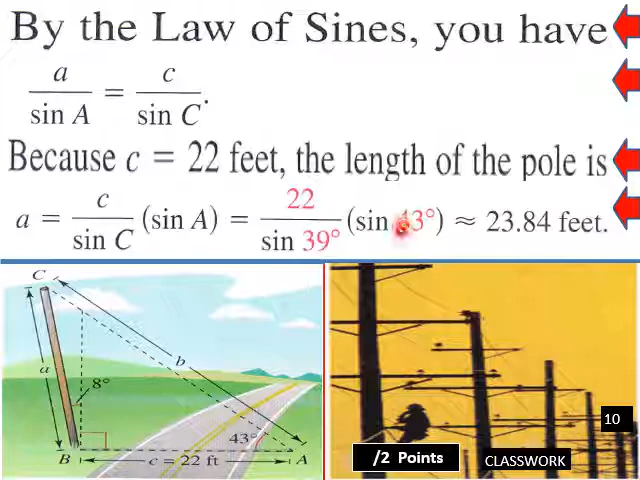 By the Law of Sines, you have
a / sin A = c / sin C.
Because c = 22 feet, the length of the pole is
a = c / sin C (sin A) = 22 / sin 39° (sin 43°) ≈ 23.84 feet.
C
a
b
8°
43°
B
c = 22 ft
A
10
/2 Points
CLASSWORK